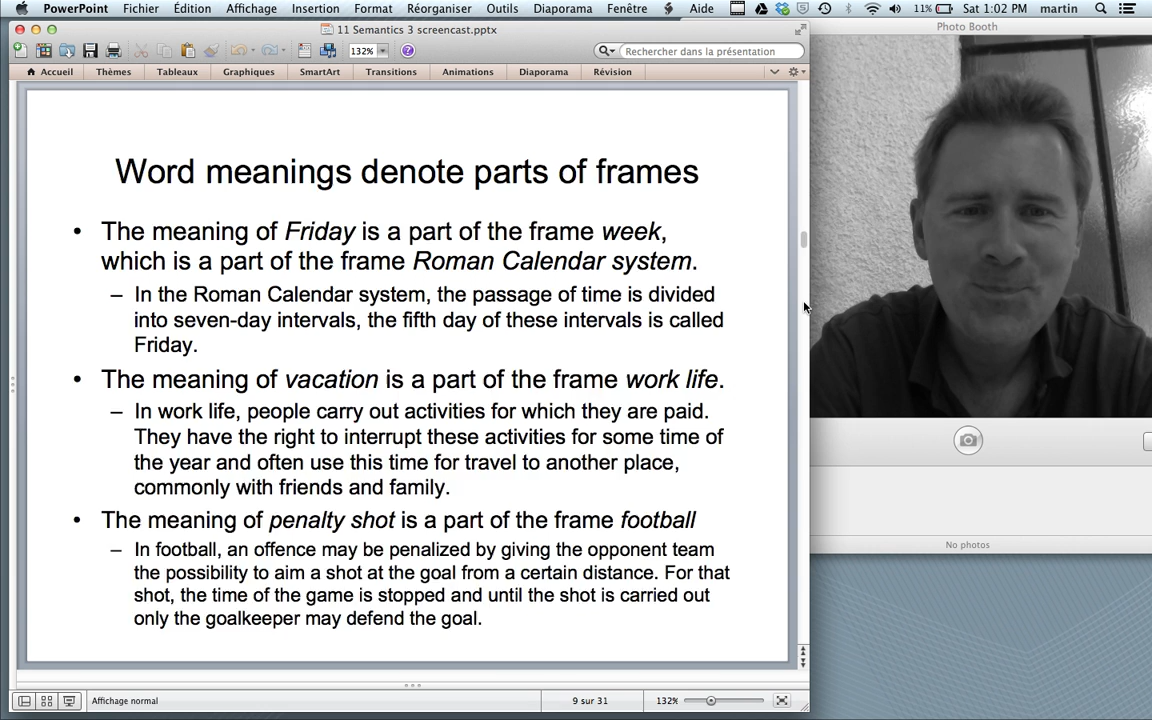 PowerPoint Fichier Édition Affichage Insertion Format Réorganiser Outils Diaporama Fenêtre Aide 11% Sat 1:02 PM martin
11 Semantics 3 screencast.pptx
Photo Booth
132% Rechercher dans la présentation
Accueil Thèmes Tableaux Graphiques SmartArt Transitions Animations Diaporama Révision
Word meanings denote parts of frames
• The meaning of Friday is a part of the frame week,
which is a part of the frame Roman Calendar system.
– In the Roman Calendar system, the passage of time is divided
into seven-day intervals, the fifth day of these intervals is called
Friday.
• The meaning of vacation is a part of the frame work life.
– In work life, people carry out activities for which they are paid.
They have the right to interrupt these activities for some time of
the year and often use this time for travel to another place,
commonly with friends and family.
• The meaning of penalty shot is a part of the frame football
– In football, an offence may be penalized by giving the opponent team
the possibility to aim a shot at the goal from a certain distance. For that
shot, the time of the game is stopped and until the shot is carried out
only the goalkeeper may defend the goal.
No photos
Affichage normal 9 sur 31 132%